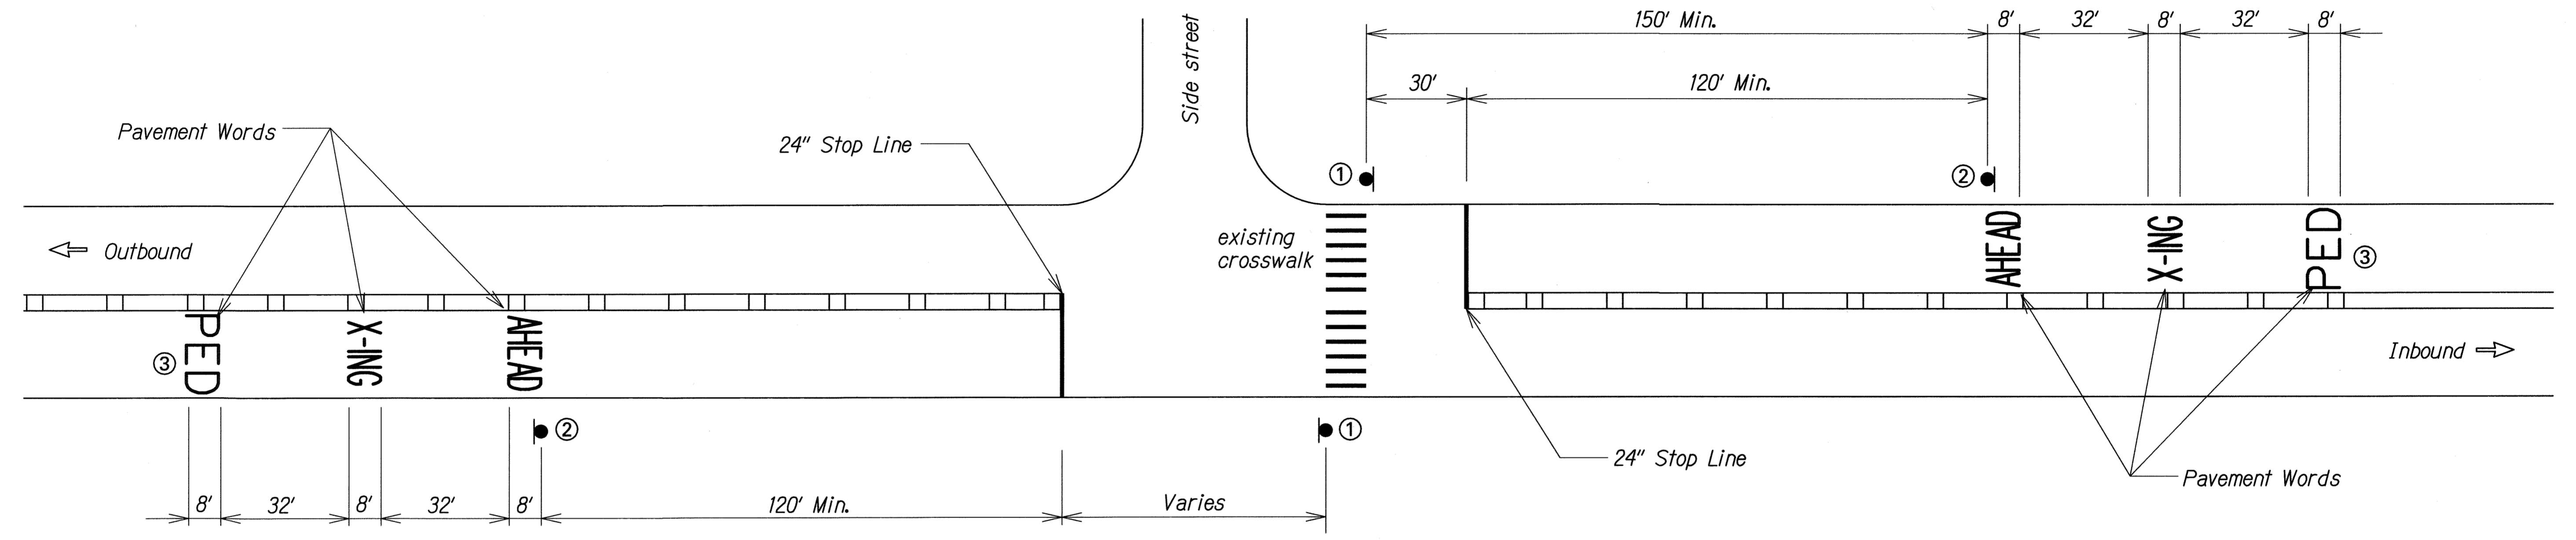 150' Min.
8'
32'
8'
32'
8'
30'
120' Min.
Side street
Pavement Words
24" Stop Line
①
②
existing
crosswalk
Outbound
AHEAD
X-ING
PED
③
Inbound
③
PED
X-ING
AHEAD
②
①
24" Stop Line
Pavement Words
8'
32'
8'
32'
8'
120' Min.
Varies